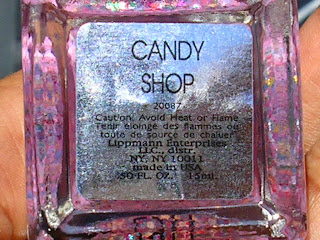 CANDY
SHOP
20087
Caution: Avoid Heat or Flame
Tenir éloigné des flammes ou
toute de source de chaluer
Lippmann Enterprises
LLC., distr.
NY, NY 10011
made in USA
.50 FL. OZ. 15ml.